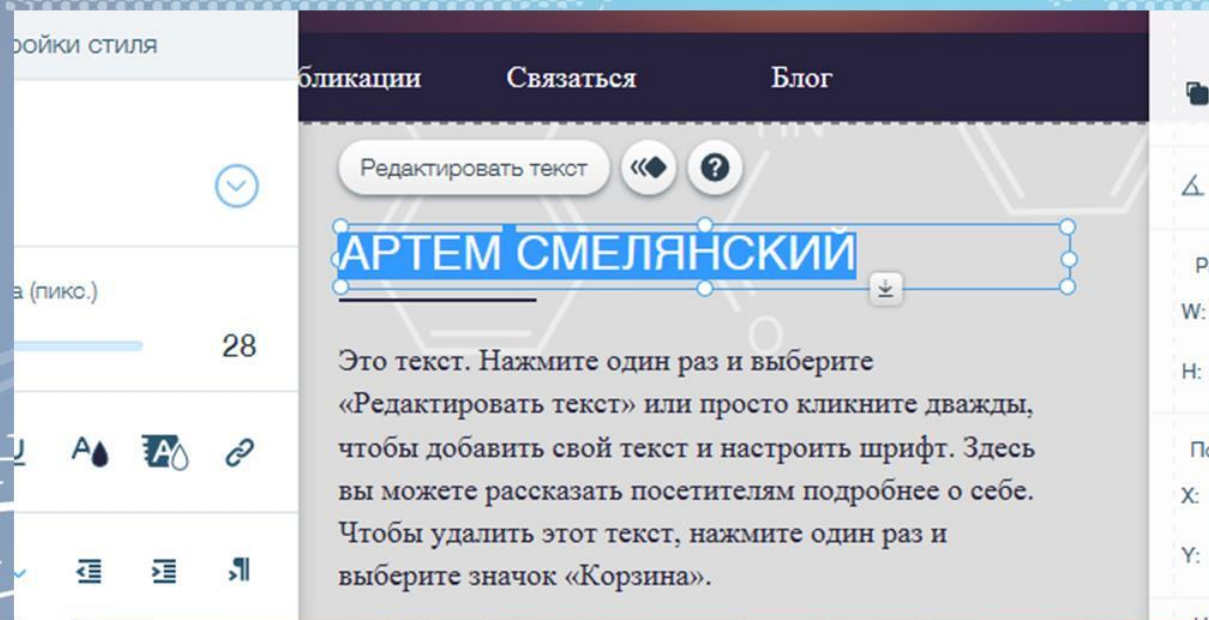 ройки стиля
бликации Связаться Блог
Редактировать текст
?
АРТЕМ СМЕЛЯНСКИЙ
а (пикс.)
28
Это текст. Нажмите один раз и выберите
«Редактировать текст» или просто кликните дважды,
чтобы добавить свой текст и настроить шрифт. Здесь
вы можете рассказать посетителям подробнее о себе.
Чтобы удалить этот текст, нажмите один раз и
выберите значок «Корзина».
HN
O
U A A
W:
H:
X:
Y: